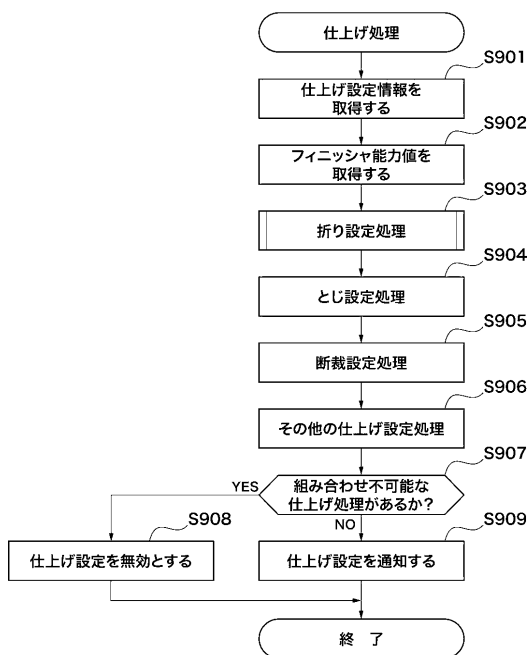 仕上げ処理
S901
仕上げ設定情報を
取得する
S902
フィニッシャ能力値を
取得する
S903
折り設定処理
S904
とじ設定処理
S905
断裁設定処理
S906
その他の仕上げ設定処理
S907
組み合わせ不可能な
仕上げ処理があるか?
YES
NO
S908
仕上げ設定を無効とする
S909
仕上げ設定を通知する
終 了